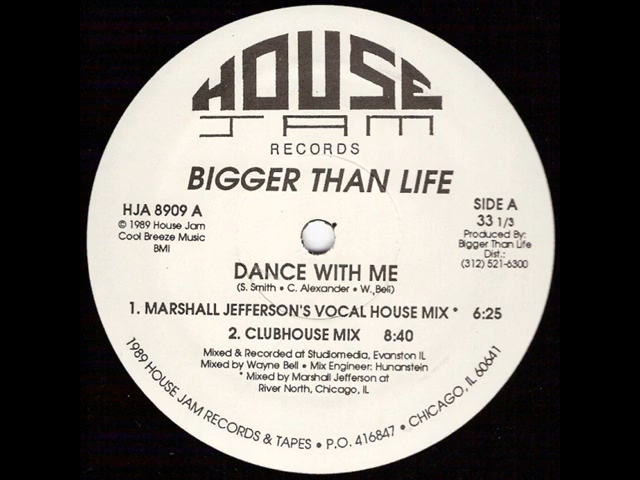 HOUSE
JAM
RECORDS
BIGGER THAN LIFE
HJA 8909 A
© 1989 House Jam
Cool Breeze Music
BMI
SIDE A
33 1/3
Produced By:
Bigger Than Life
Dist.:
(312) 521-6300
DANCE WITH ME
(S. Smith • C. Alexander • W. Bell)
1. MARSHALL JEFFERSON'S VOCAL HOUSE MIX * 6:25
2. CLUBHOUSE MIX 8:40
Mixed & Recorded at Studiomedia, Evanston IL
Mixed by Wayne Bell • Mix Engineer: Hunanstein
* Mixed by Marshall Jefferson at
River North, Chicago, IL
1989 HOUSE JAM RECORDS & TAPES • P.O. 416847 • CHICAGO, IL 60641